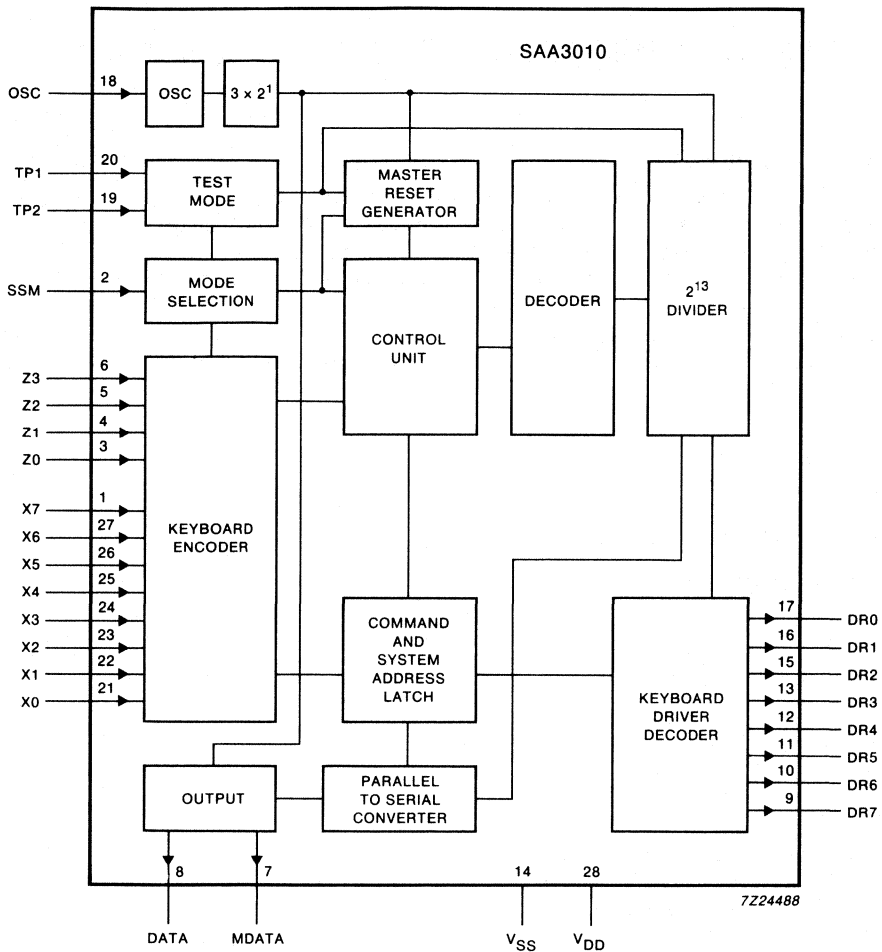 SAA3010
OSC
18
OSC
3 × 2¹
TP1
20
TP2
19
TEST
MODE
MASTER
RESET
GENERATOR
SSM
2
MODE
SELECTION
CONTROL
UNIT
DECODER
2¹³
DIVIDER
Z3
6
Z2
5
Z1
4
Z0
3
X7
1
X6
27
X5
26
X4
25
X3
24
X2
23
X1
22
X0
21
KEYBOARD
ENCODER
COMMAND
AND
SYSTEM
ADDRESS
LATCH
KEYBOARD
DRIVER
DECODER
17
DR0
16
DR1
15
DR2
13
DR3
12
DR4
11
DR5
10
DR6
9
DR7
OUTPUT
PARALLEL
TO SERIAL
CONVERTER
8
7
14
28
7Z24488
DATA
MDATA
VSS
VDD